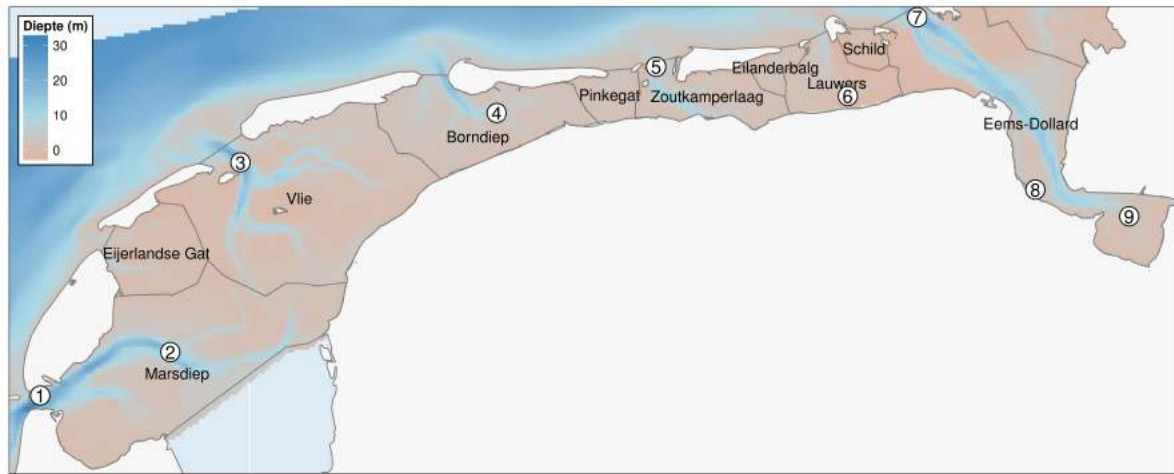 Diepte (m)
30
20
10
0
7
5
Schild
Eilanderbalg
Lauwers
Pinkegat
Zoutkamperlaag
6
4
Borndiep
Eems-Dollard
3
Vlie
8
9
Eijerlandse Gat
2
Marsdiep
1